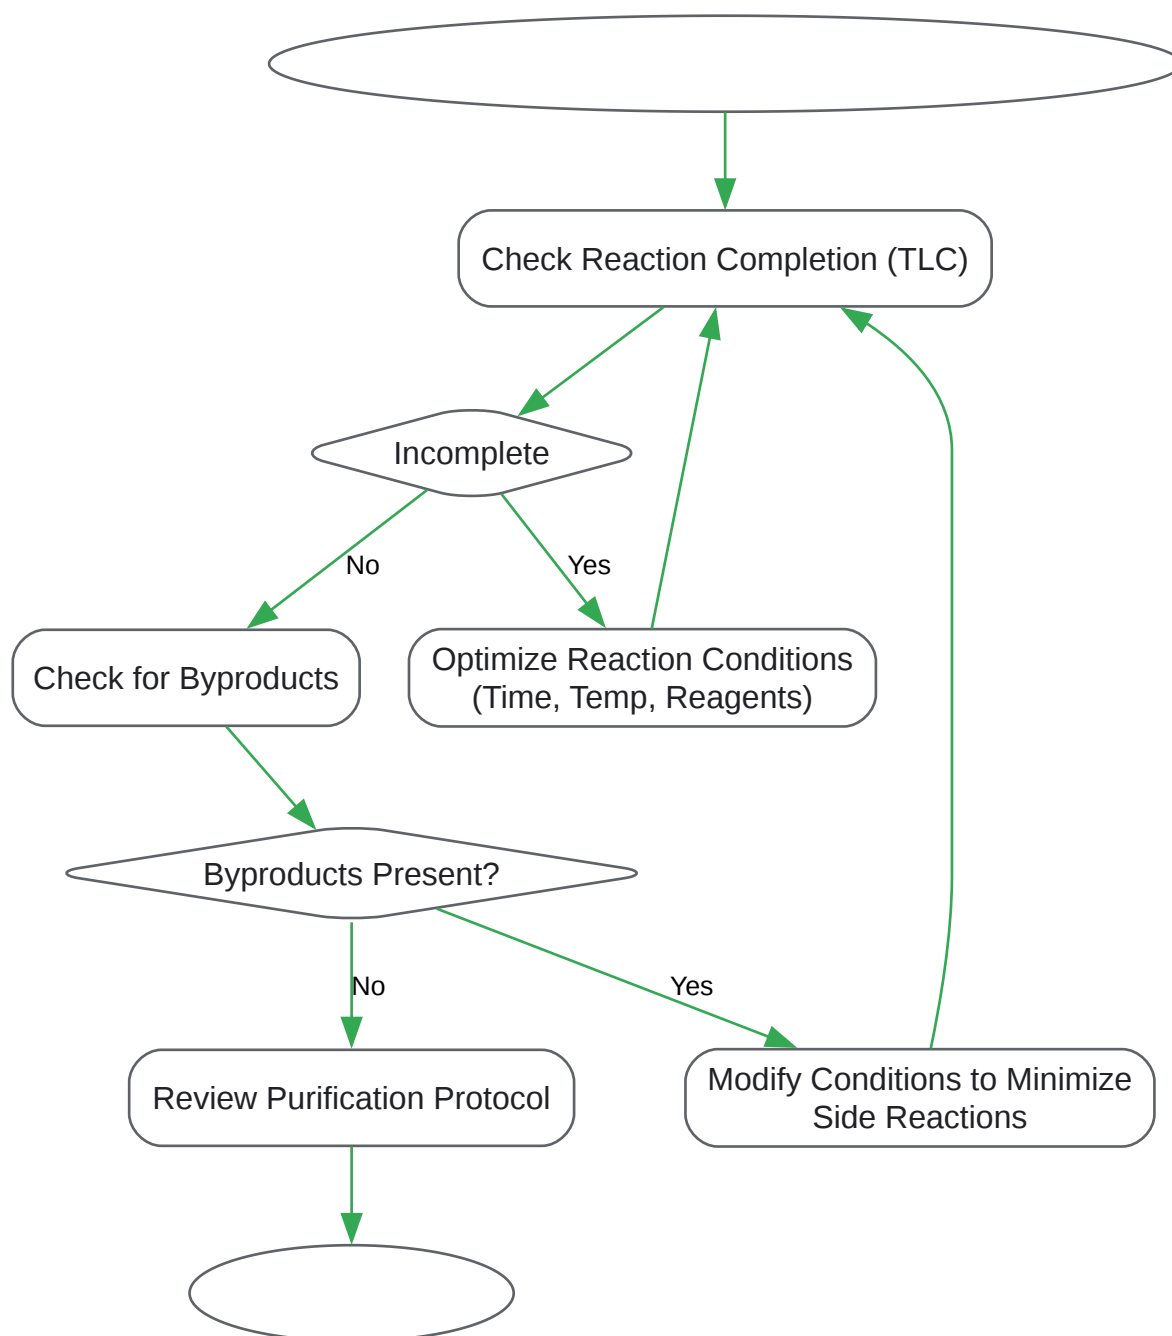 Check Reaction Completion (TLC)
Incomplete
No
Yes
Check for Byproducts
Optimize Reaction Conditions
(Time, Temp, Reagents)
Byproducts Present?
No
Yes
Review Purification Protocol
Modify Conditions to Minimize
Side Reactions